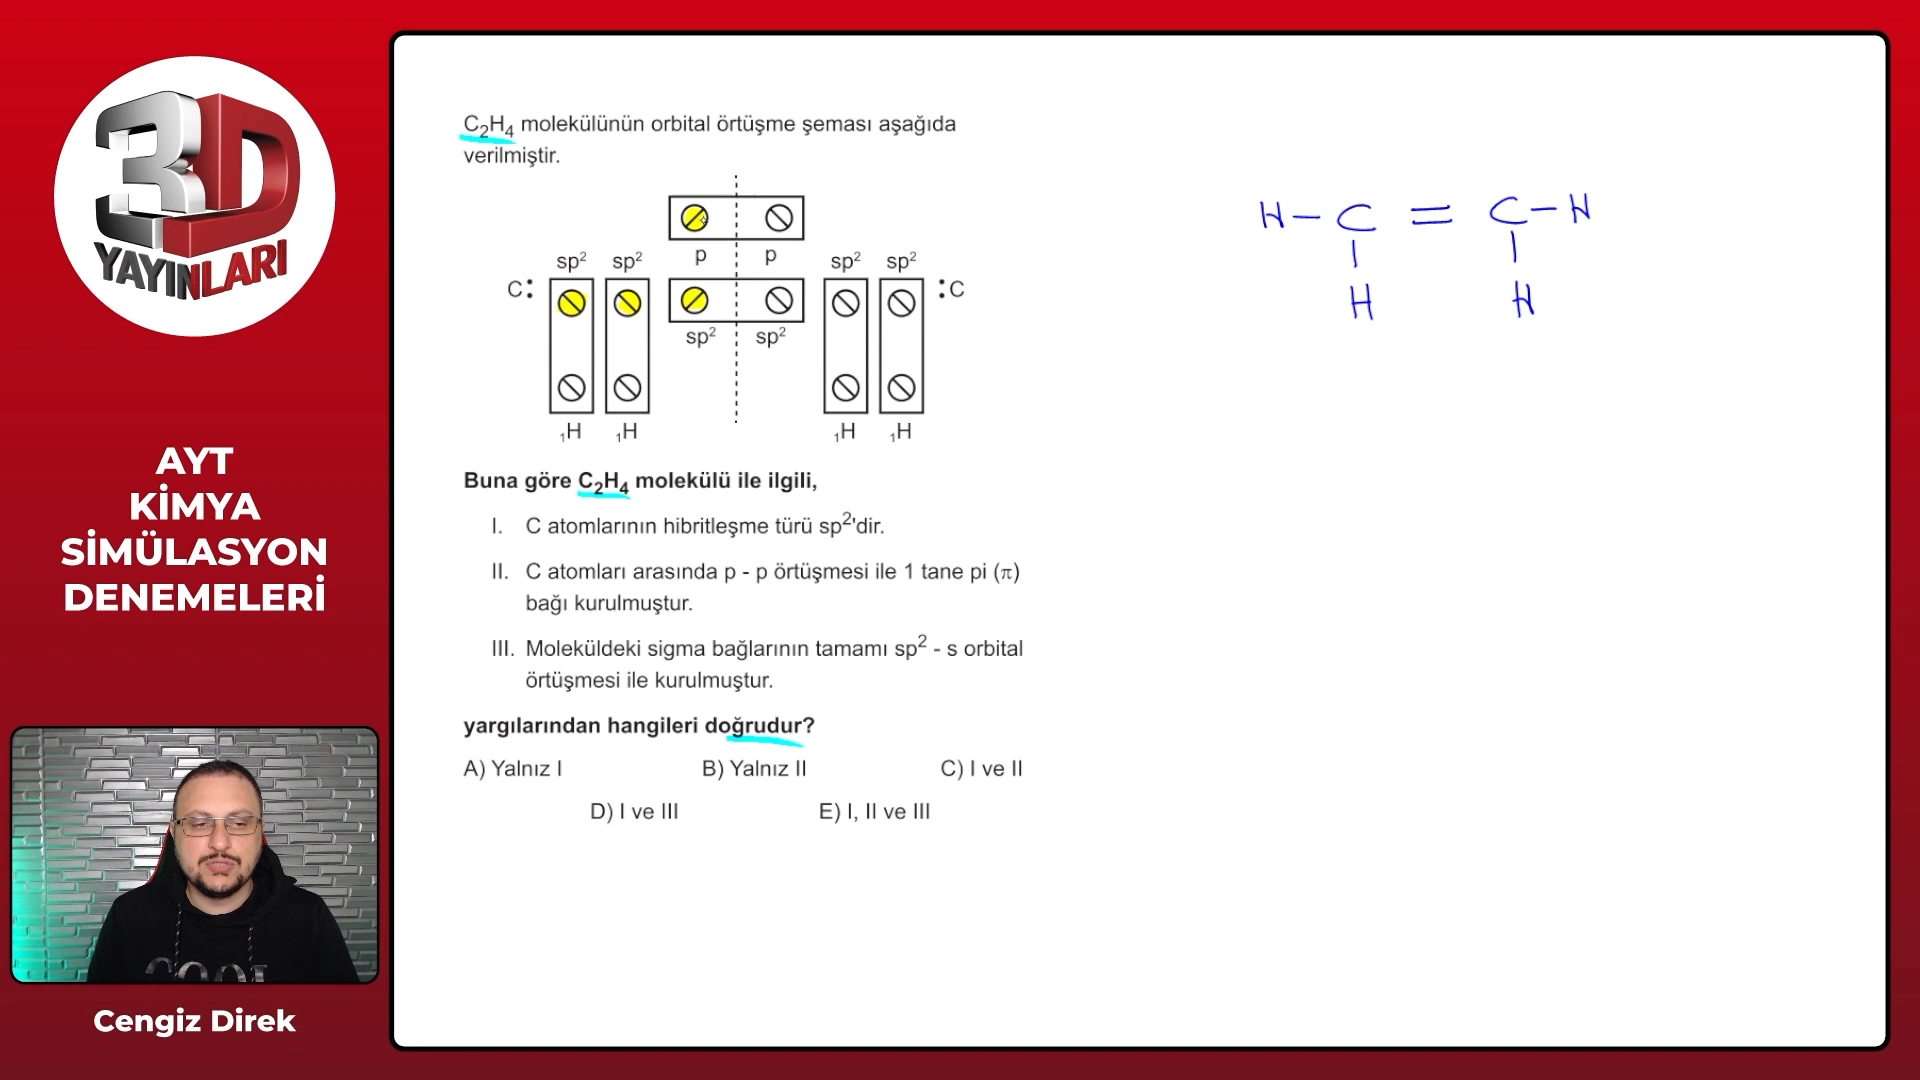 3D
YAYINLARI
AYT
KİMYA
SİMÜLASYON
DENEMELERİ
COOL
Cengiz Direk
C₂H₄ molekülünün orbital örtüşme şeması aşağıda
verilmiştir.
p p
sp² sp² sp² sp²
C: :C
sp² sp²
₁H ₁H ₁H ₁H
Buna göre C₂H₄ molekülü ile ilgili,
I. C atomlarının hibritleşme türü sp²'dir.
II. C atomları arasında p - p örtüşmesi ile 1 tane pi (π)
bağı kurulmuştur.
III. Moleküldeki sigma bağlarının tamamı sp² - s orbital
örtüşmesi ile kurulmuştur.
yargılarından hangileri doğrudur?
A) Yalnız I B) Yalnız II C) I ve II
D) I ve III E) I, II ve III
H - C = C - H
H H